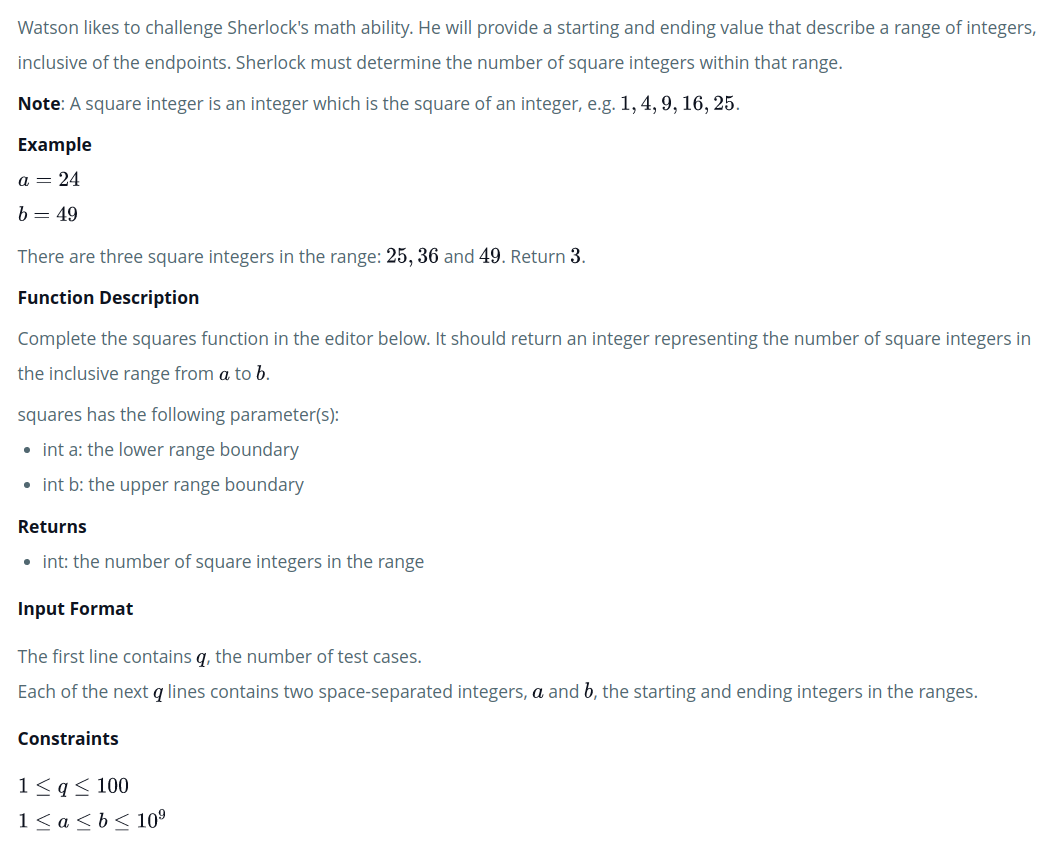 Watson likes to challenge Sherlock's math ability. He will provide a starting and ending value that describe a range of integers,
inclusive of the endpoints. Sherlock must determine the number of square integers within that range.
Note: A square integer is an integer which is the square of an integer, e.g. 1, 4, 9, 16, 25.
Example
a = 24
b = 49
There are three square integers in the range: 25, 36 and 49. Return 3.
Function Description
Complete the squares function in the editor below. It should return an integer representing the number of square integers in
the inclusive range from a to b.
squares has the following parameter(s):
• int a: the lower range boundary
• int b: the upper range boundary
Returns
• int: the number of square integers in the range
Input Format
The first line contains q, the number of test cases.
Each of the next q lines contains two space-separated integers, a and b, the starting and ending integers in the ranges.
Constraints
1 ≤ q ≤ 100
1 ≤ a ≤ b ≤ 10⁹